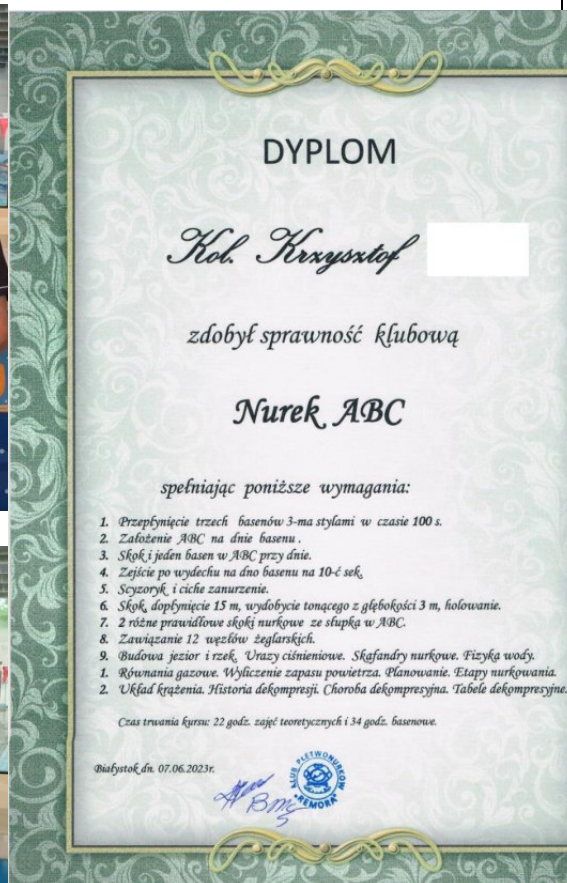 DYPLOM
Kol. Krzysztof
zdobył sprawność klubową
Nurek ABC
spełniając poniższe wymagania:
1. Przepłynięcie trzech basenów 3-ma stylami w czasie 100 s.
2. Założenie ABC na dnie basenu .
3. Skok i jeden basen w ABC przy dnie.
4. Zejście po wydechu na dno basenu na 10-ć sek.
5. Scyzoryk i ciche zanurzenie.
6. Skok, dopłynięcie 15 m, wydobycie tonącego z głębokości 3 m, holowanie.
7. 2 różne prawidłowe skoki nurkowe ze słupka w ABC.
8. Zawiązanie 12 węzłów żeglarskich.
9. Budowa jezior i rzek. Urazy ciśnieniowe. Skafandry nurkowe. Fizyka wody.
1. Równania gazowe. Wyliczenie zapasu powietrza. Planowanie. Etapy nurkowania.
2. Układ krążenia. Historia dekompresji. Choroba dekompresyjna. Tabele dekompresyjne.
Czas trwania kursu: 22 godz. zajęć teoretycznych i 34 godz. basenowe.
Białystok dn. 07.06.2023r.
KLUB PŁETWONURKÓW
"REMORA"